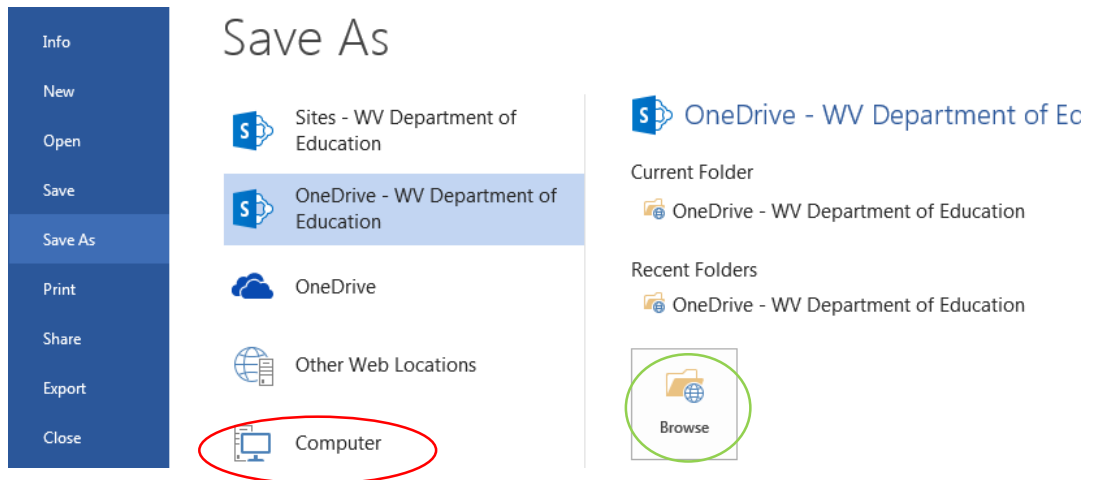 Info
New
Open
Save
Save As
Print
Share
Export
Close
Save As
Sites - WV Department of
Education
OneDrive - WV Department of
Education
OneDrive
Other Web Locations
Computer
OneDrive - WV Department of Ec
Current Folder
OneDrive - WV Department of Education
Recent Folders
OneDrive - WV Department of Education
Browse